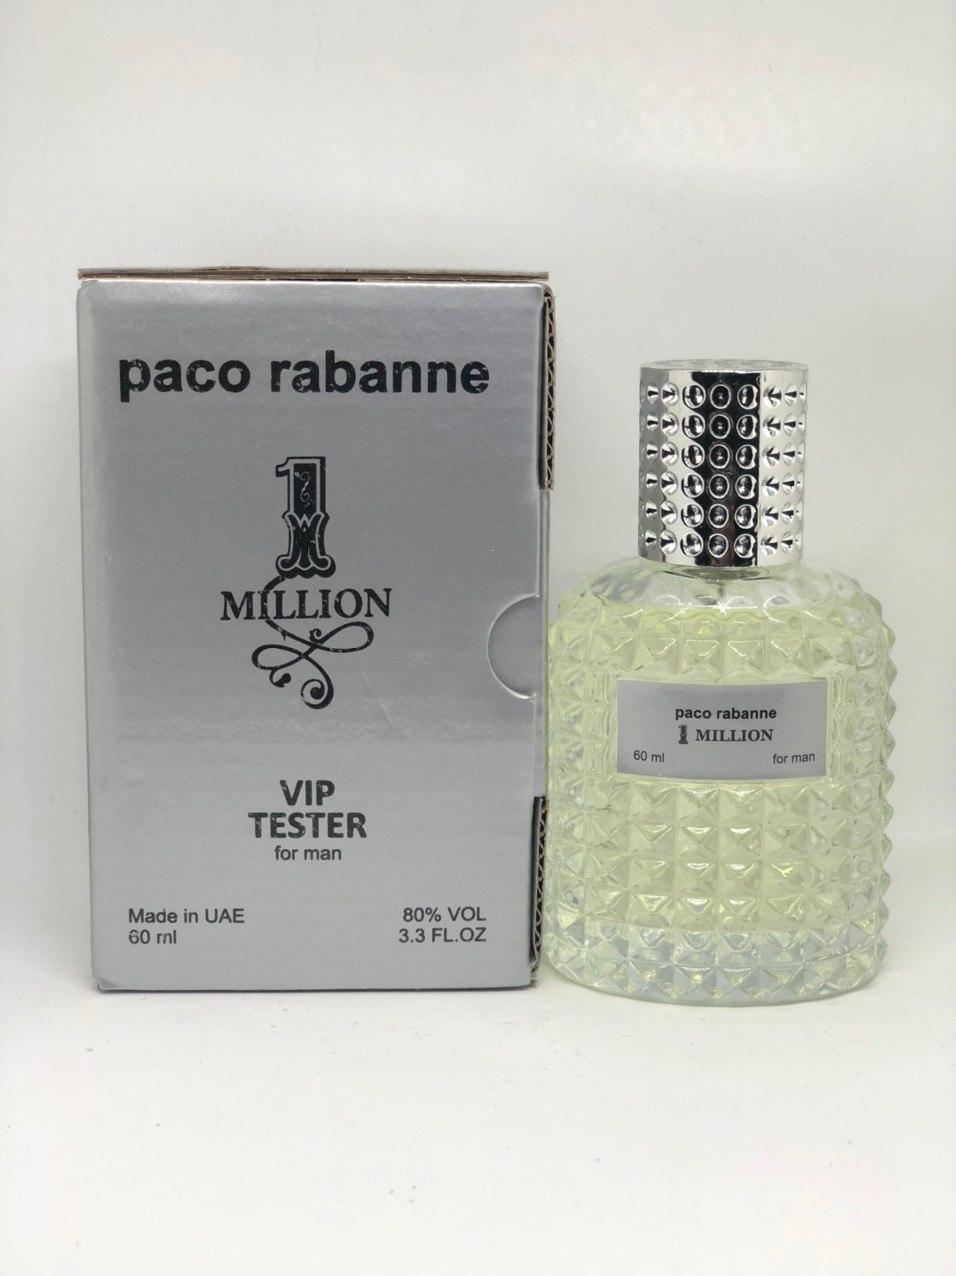 paco rabanne
1
MILLION
VIP
TESTER
for man
Made in UAE
60 ml
80% VOL
3.3 FL.OZ
paco rabanne
1 MILLION
60 ml
for man